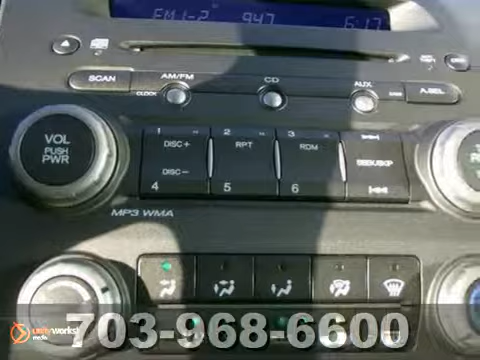 FM1-2 947 6:17
SCAN AM/FM CD AUX A.SEL
CLOCK
VOL
PUSH
PWR
1 2 3
DISC+ RPT RDM
SEEK/SKIP
DISC−
4 5 6
MP3 WMA
703-968-6600
media